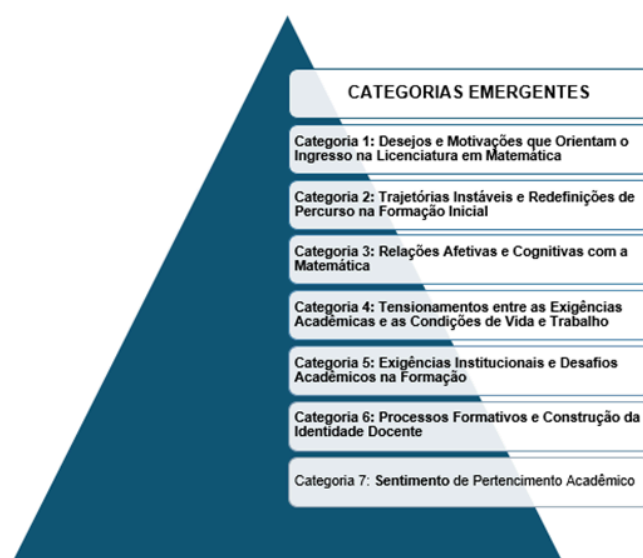 CATEGORIAS EMERGENTES
Categoria 1: Desejos e Motivações que Orientam o
Ingresso na Licenciatura em Matemática
Categoria 2: Trajetórias Instáveis e Redefinições de
Percurso na Formação Inicial
Categoria 3: Relações Afetivas e Cognitivas com a
Matemática
Categoria 4: Tensionamentos entre as Exigências
Acadêmicas e as Condições de Vida e Trabalho
Categoria 5: Exigências Institucionais e Desafios
Acadêmicos na Formação
Categoria 6: Processos Formativos e Construção da
Identidade Docente
Categoria 7: Sentimento de Pertencimento Acadêmico